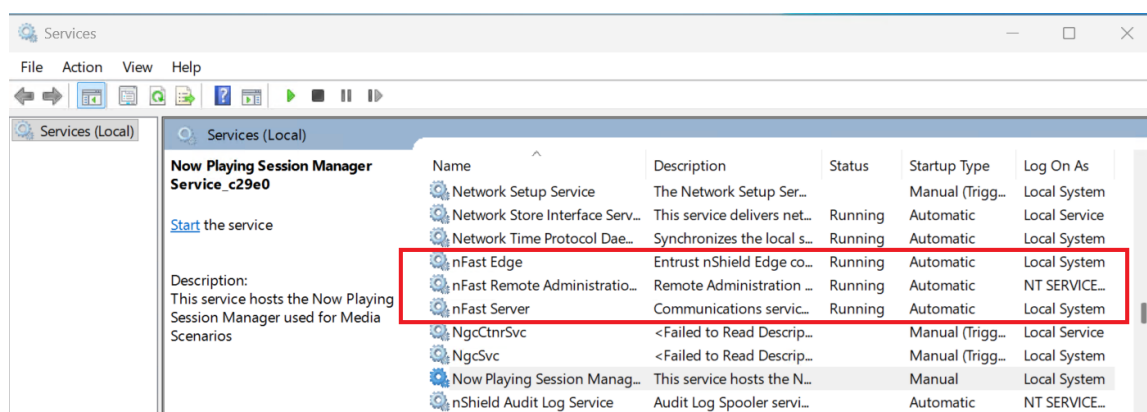 Services
File Action View Help
Services (Local)
Services (Local)
Now Playing Session Manager
Service_c29e0
Start the service
Description:
This service hosts the Now Playing
Session Manager used for Media
Scenarios
Name Description Status Startup Type Log On As
Network Setup Service The Network Setup Ser... Manual (Trigg... Local System
Network Store Interface Serv... This service delivers net... Running Automatic Local Service
Network Time Protocol Dae... Synchronizes the local s... Running Automatic Local System
nFast Edge Entrust nShield Edge co... Running Automatic Local System
nFast Remote Administratio... Remote Administration ... Running Automatic NT SERVICE...
nFast Server Communications servic... Running Automatic Local System
NgcCtnrSvc <Failed to Read Descrip... Manual (Trigg... Local Service
NgcSvc <Failed to Read Descrip... Manual (Trigg... Local System
Now Playing Session Manag... This service hosts the N... Manual Local System
nShield Audit Log Service Audit Log Spooler servi... Automatic NT SERVICE...